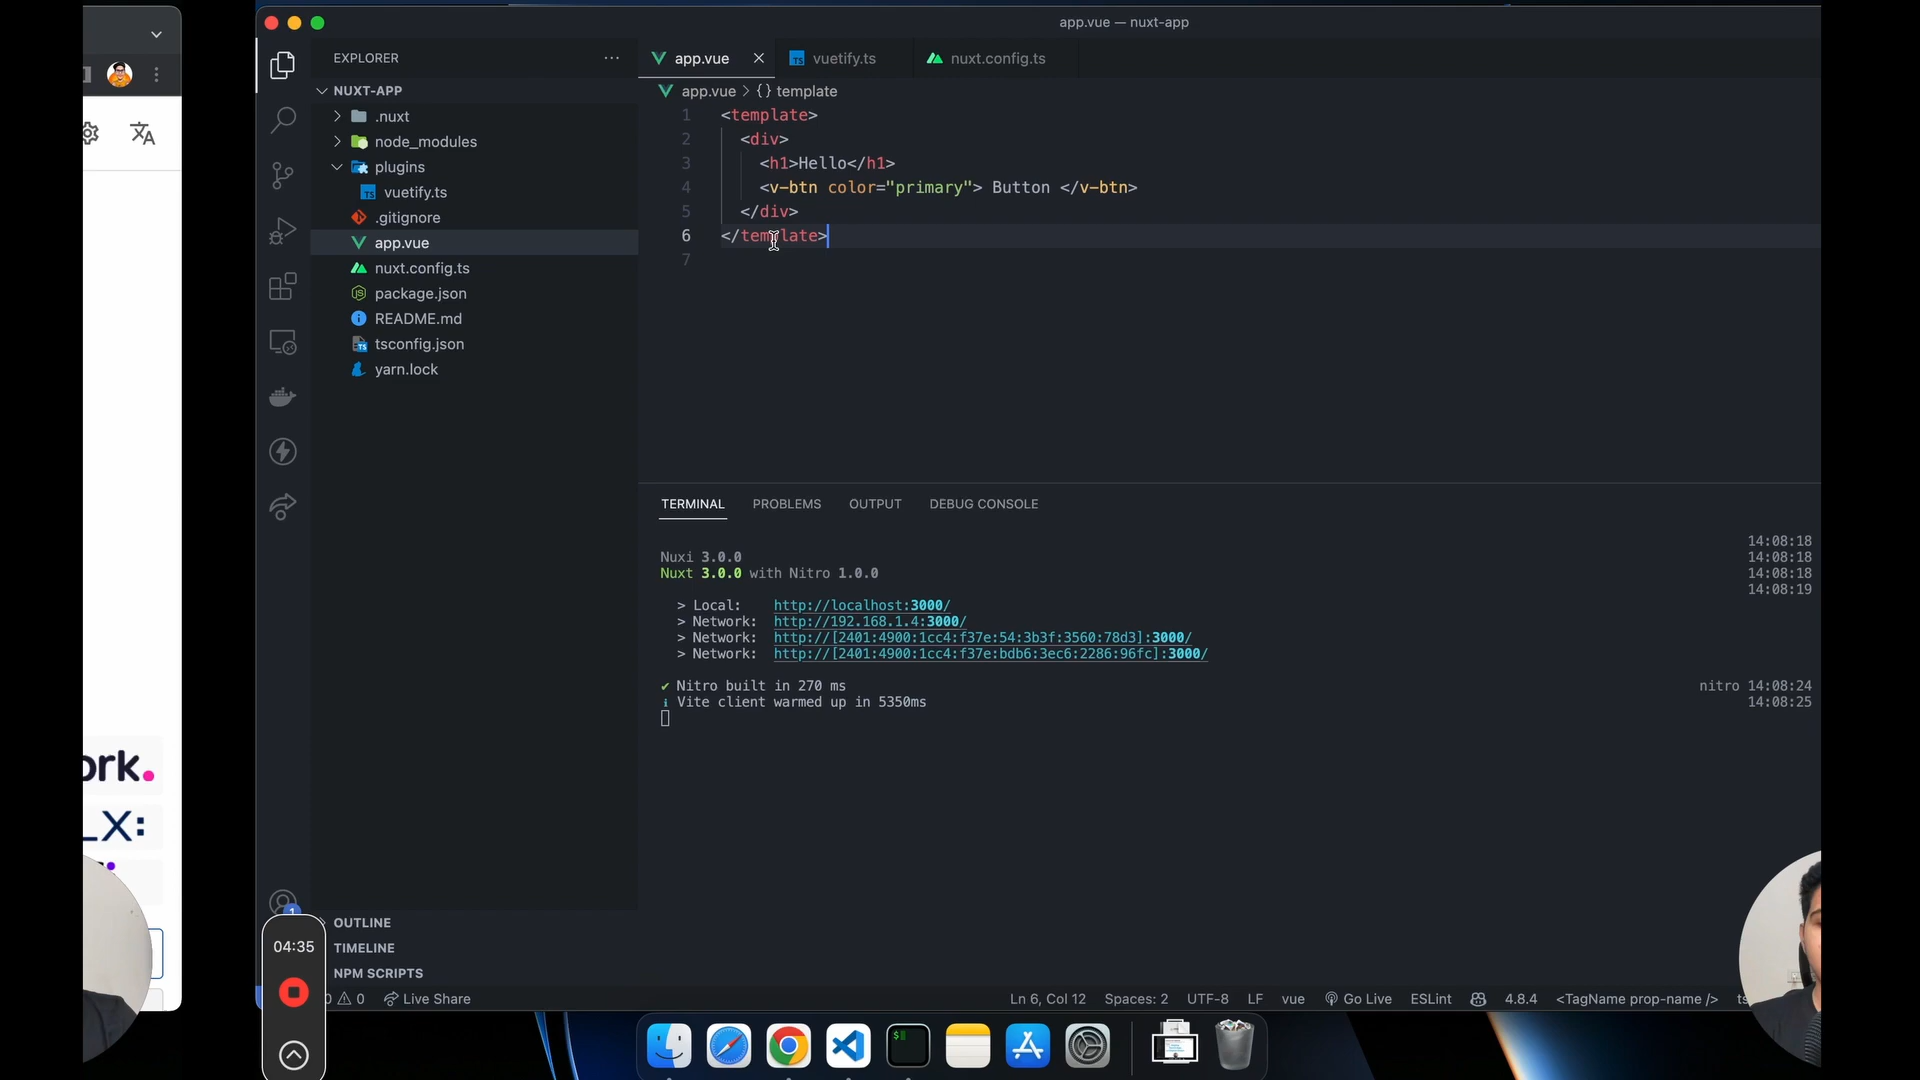 app.vue — nuxt-app
EXPLORER
NUXT-APP
.nuxt
node_modules
plugins
vuetify.ts
.gitignore
app.vue
nuxt.config.ts
package.json
README.md
tsconfig.json
yarn.lock
OUTLINE
TIMELINE
NPM SCRIPTS
app.vue
vuetify.ts
nuxt.config.ts
app.vue > {} template
1 <template>
2 <div>
3 <h1>Hello</h1>
4 <v-btn color="primary"> Button </v-btn>
5 </div>
6 </template>
7
TERMINAL PROBLEMS OUTPUT DEBUG CONSOLE
14:08:18
Nuxi 3.0.0 14:08:18
Nuxt 3.0.0 with Nitro 1.0.0 14:08:18
14:08:19
> Local: http://localhost:3000/
> Network: http://192.168.1.4:3000/
> Network: http://[2401:4900:1cc4:f37e:54:3b3f:3560:78d3]:3000/
> Network: http://[2401:4900:1cc4:f37e:bdb6:3ec6:2286:96fc]:3000/
✔ Nitro built in 270 ms nitro 14:08:24
ℹ Vite client warmed up in 5350ms 14:08:25
ork.
LX:
1
04:35
0 0 Live Share Ln 6, Col 12 Spaces: 2 UTF-8 LF vue Go Live ESLint 4.8.4 <TagName prop-name /> ts